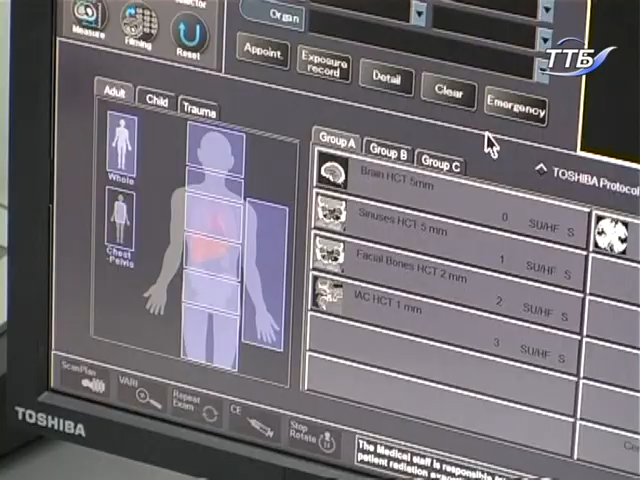 Selector
Measure
Filming
Reset
Organ
Appoint.
Exposure
record
Detail
Clear
Emergency
ТТБ
Adult
Child
Trauma
Whole
Chest
-Pelvis
Group A
Group B
Group C
TOSHIBA Protocol
Brain HCT 5mm
0 SU/HF S
Sinuses HCT 5 mm
1 SU/HF S
Facial Bones HCT 2 mm
2 SU/HF S
IAC HCT 1 mm
3 SU/HF S
ScanPlan
VARI
Repeat
Exam.
CE
Stop
Rotate
TOSHIBA
The Medical staff is responsible
patient radiation